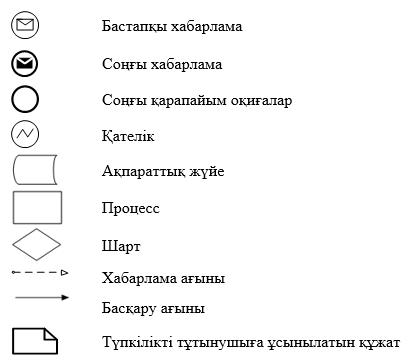 Бастапқы хабарлама
Соңғы хабарлама
Соңғы қарапайым оқиғалар
Қателік
Ақпараттық жүйе
Процесс
Шарт
Хабарлама ағыны
Басқару ағыны
Түпкілікті тұтынушыға ұсынылатын құжат